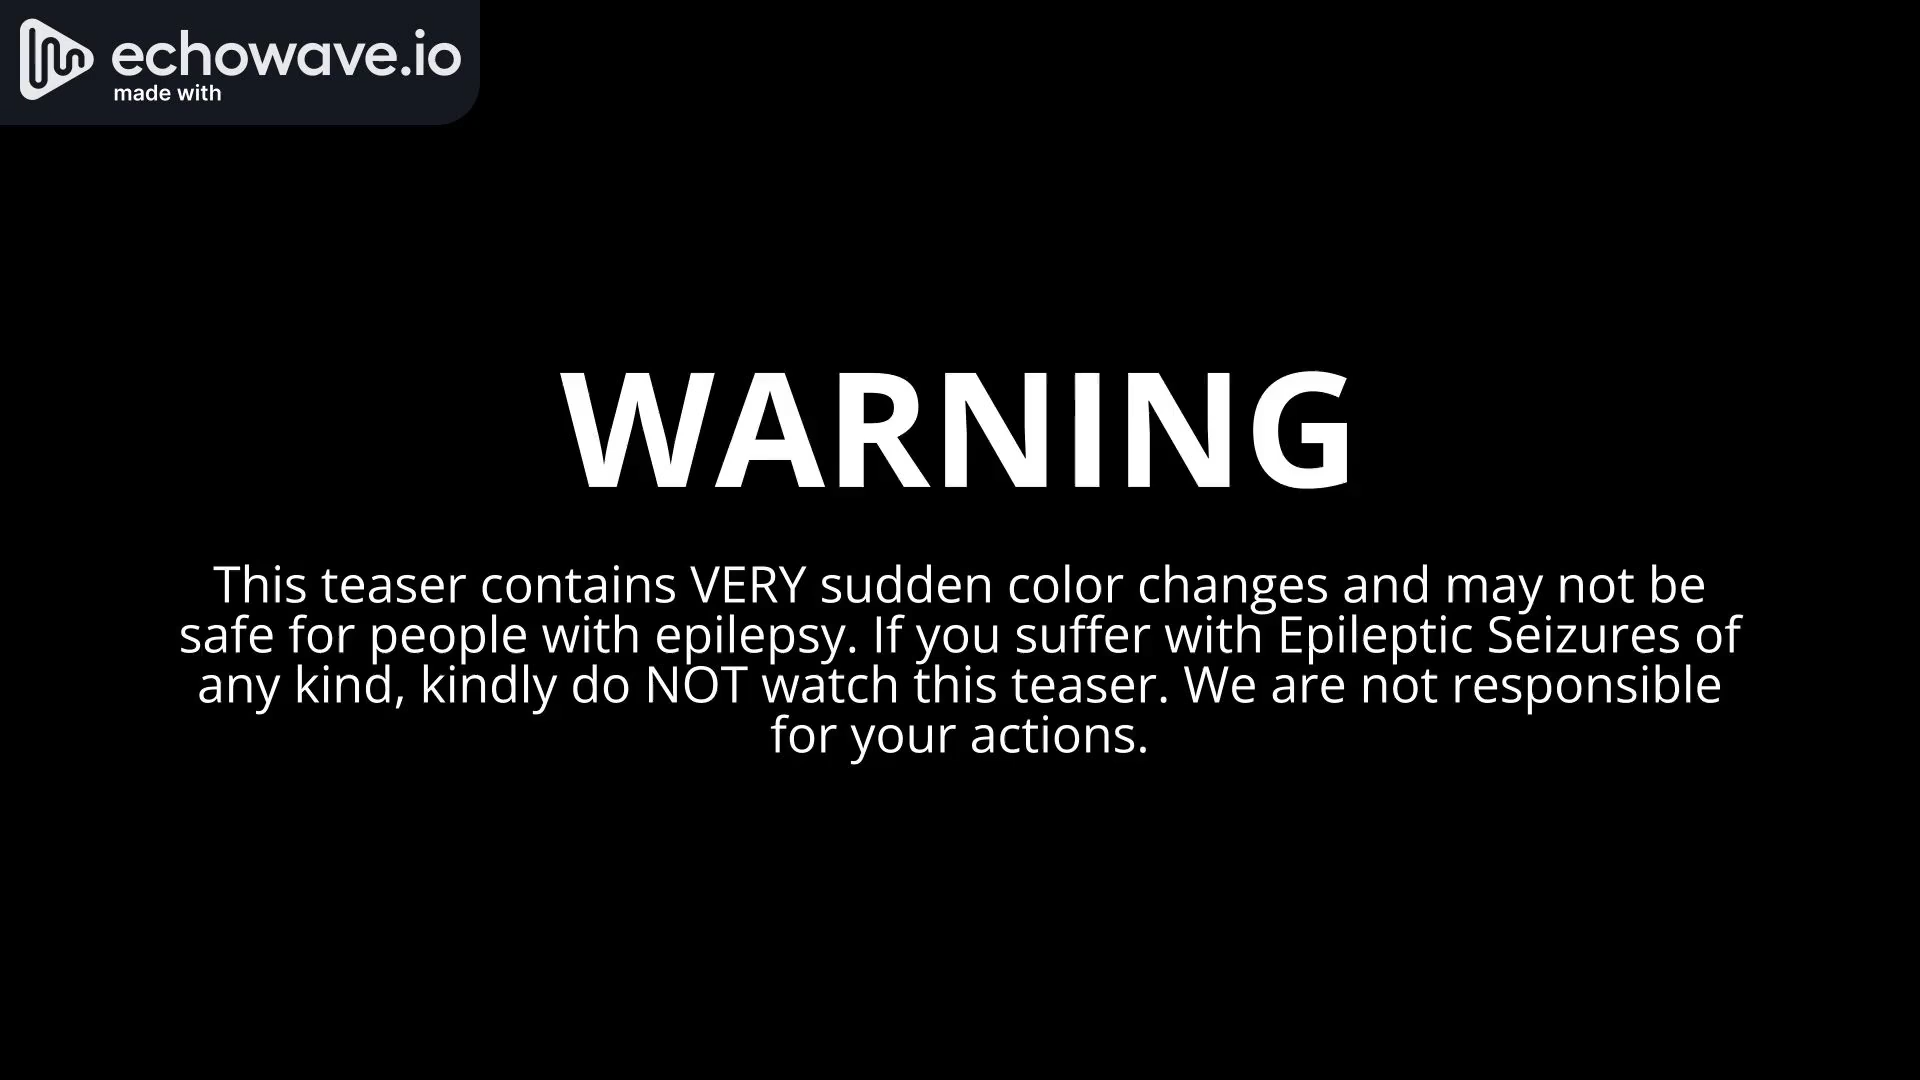 echowave.io
made with
WARNING
This teaser contains VERY sudden color changes and may not be
safe for people with epilepsy. If you suffer with Epileptic Seizures of
any kind, kindly do NOT watch this teaser. We are not responsible
for your actions.